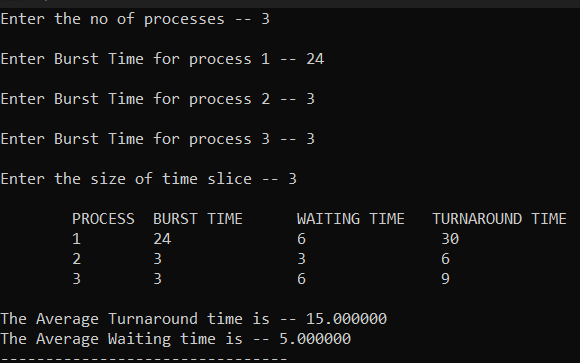 Enter the no of processes -- 3
Enter Burst Time for process 1 -- 24
Enter Burst Time for process 2 -- 3
Enter Burst Time for process 3 -- 3
Enter the size of time slice -- 3
PROCESS BURST TIME WAITING TIME TURNAROUND TIME
1 24 6 30
2 3 3 6
3 3 6 9
The Average Turnaround time is -- 15.000000
The Average Waiting time is -- 5.000000
--------------------------------